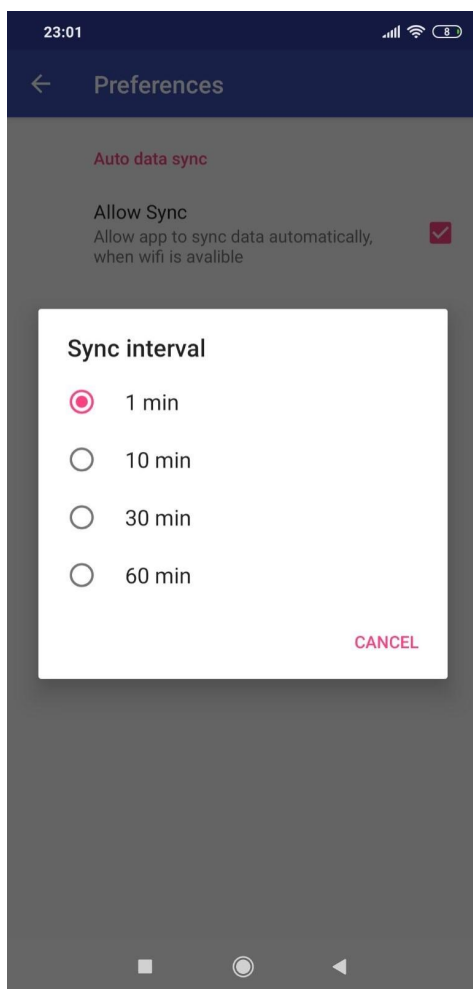 23:01
8
Preferences
Auto data sync
Allow Sync
Allow app to sync data automatically,
when wifi is avalible
Sync interval
1 min
10 min
30 min
60 min
CANCEL